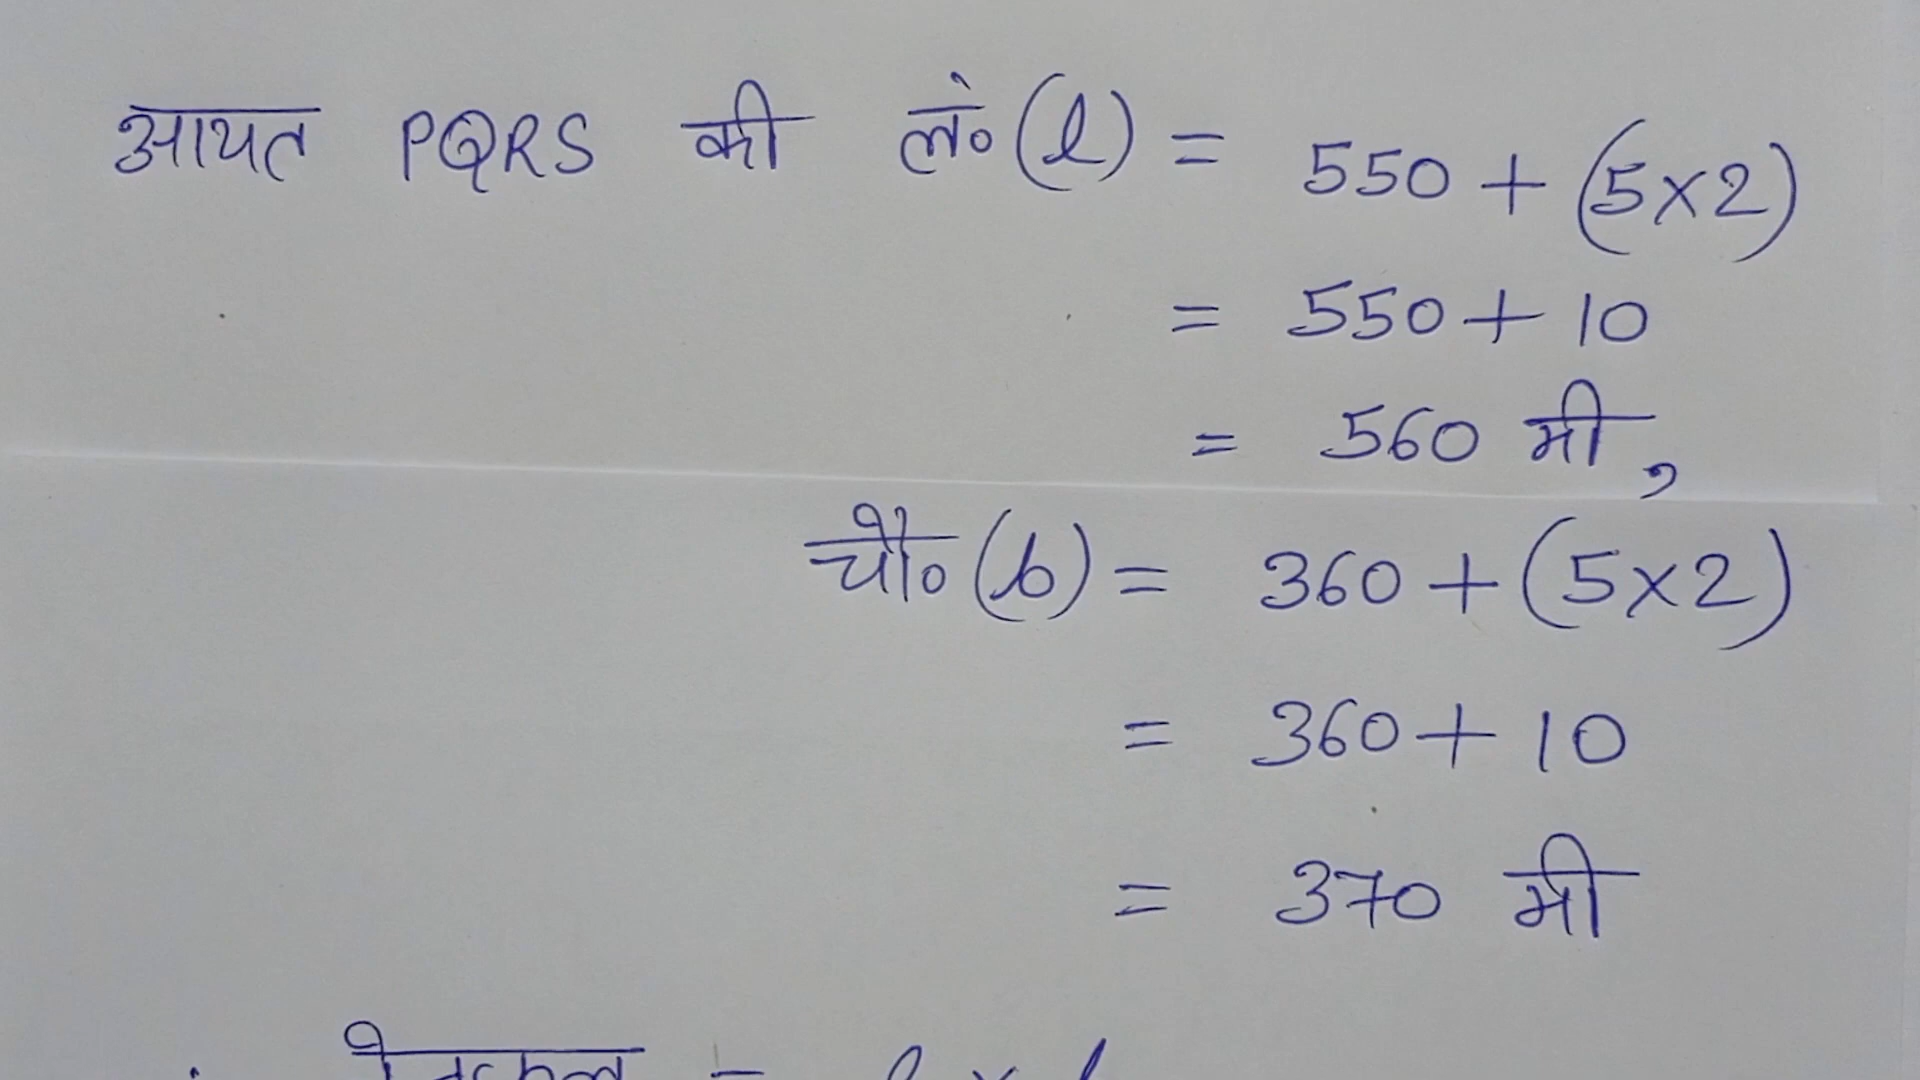 आयत PQRS की लं० (l) = 550 + (5×2)
= 550 + 10
= 560 मी,
चौ० (b) = 360 + (5×2)
= 360 + 10
= 370 मी
= l × b